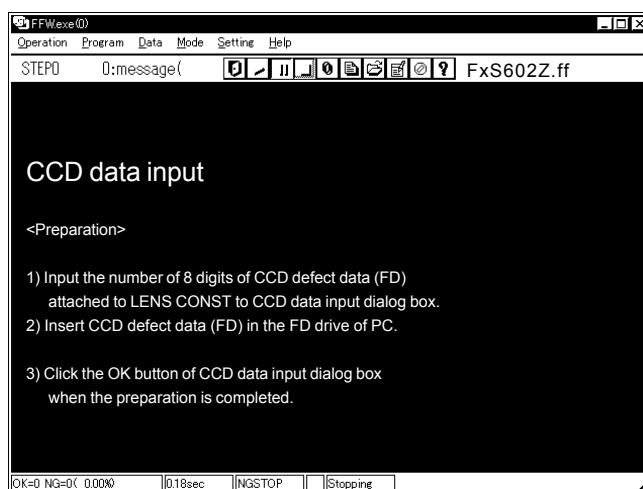 FFW.exe(0)
Operation Program Data Mode Setting Help
STEP0 0:message( FxS602Z.ff
CCD data input
<Preparation>
1) Input the number of 8 digits of CCD defect data (FD)
attached to LENS CONST to CCD data input dialog box.
2) Insert CCD defect data (FD) in the FD drive of PC.
3) Click the OK button of CCD data input dialog box
when the preparation is completed.
OK=0 NG=0( 0.00%) 0.18sec NGSTOP Stopping